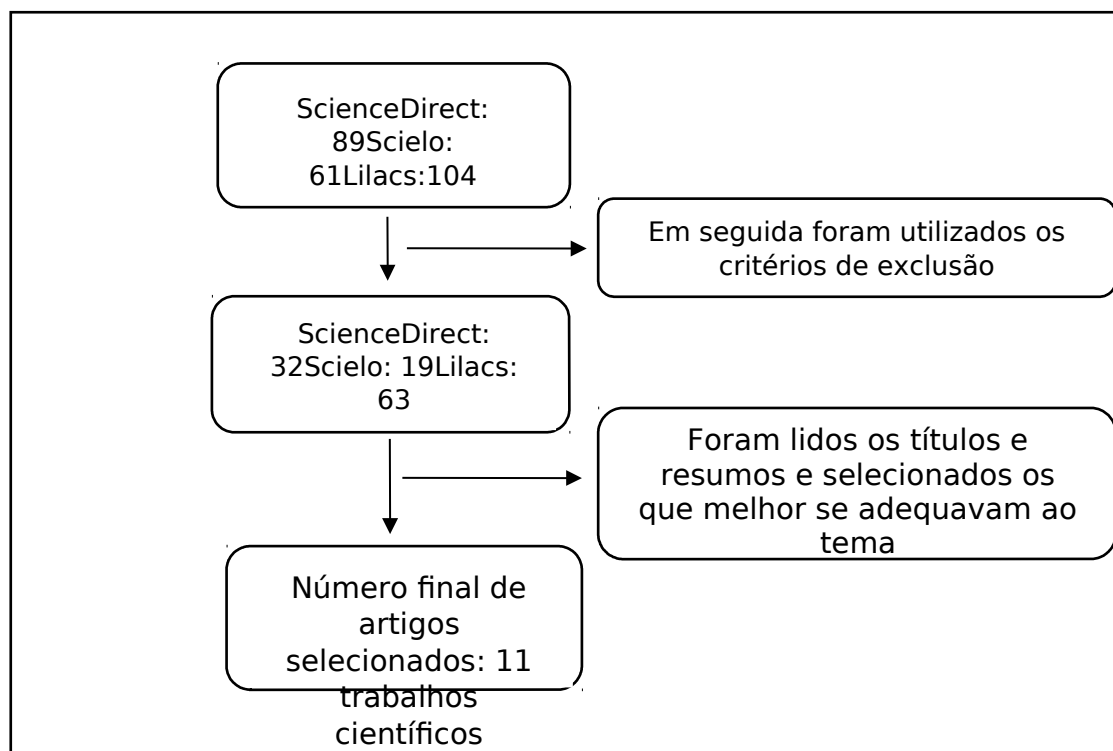 ScienceDirect:
89Scielo:
61Lilacs:104
Em seguida foram utilizados os
critérios de exclusão
ScienceDirect:
32Scielo: 19Lilacs:
63
Foram lidos os títulos e
resumos e selecionados os
que melhor se adequavam ao
tema
Número final de
artigos
selecionados: 11
trabalhos
científicos